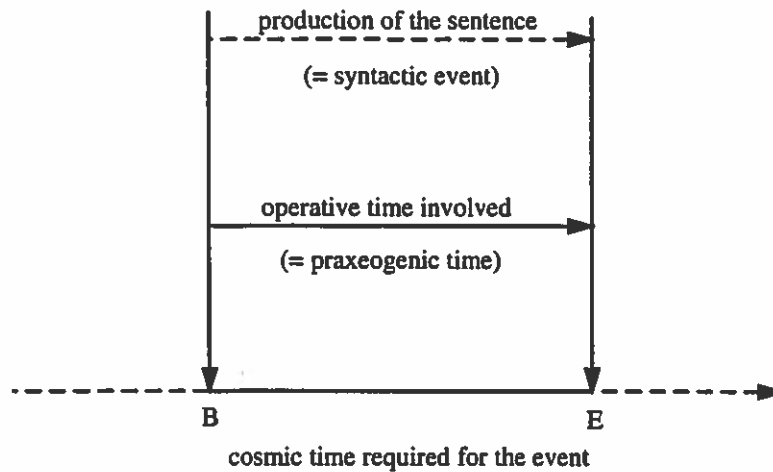 production of the sentence
(= syntactic event)
operative time involved
(= praxeogenic time)
B E
cosmic time required for the event